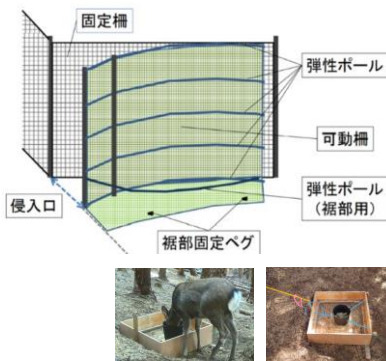 固定柵
弾性ポール
可動柵
侵入口
弾性ポール
(裾部用)
裾部固定ペグ